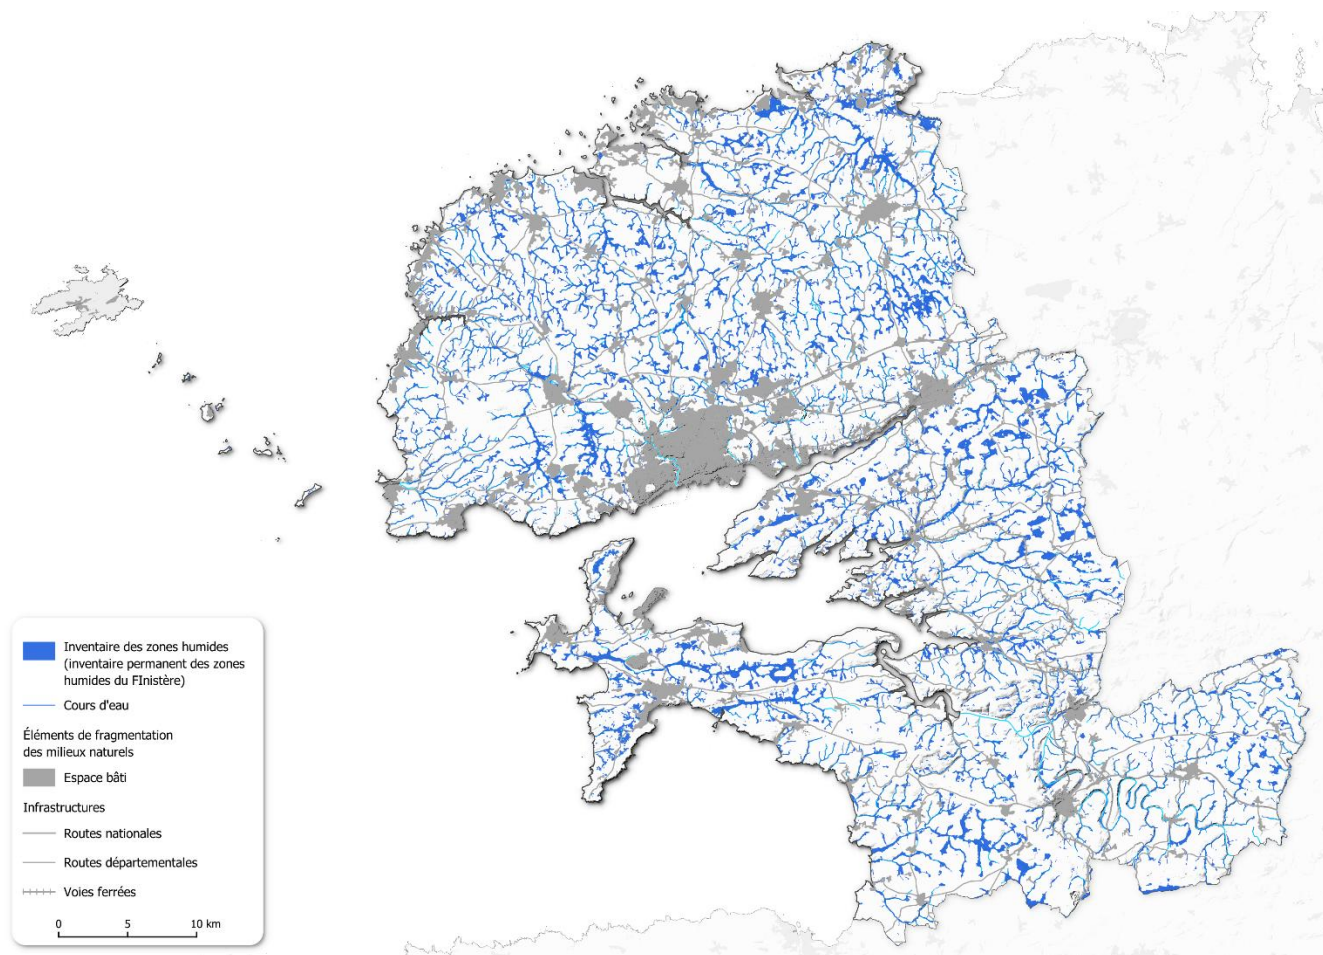 Inventaire des zones humides
(inventaire permanent des zones
humides du FInistère)
Cours d'eau
Éléments de fragmentation
des milieux naturels
Espace bâti
Infrastructures
Routes nationales
Routes départementales
Voies ferrées
0 5 10 km